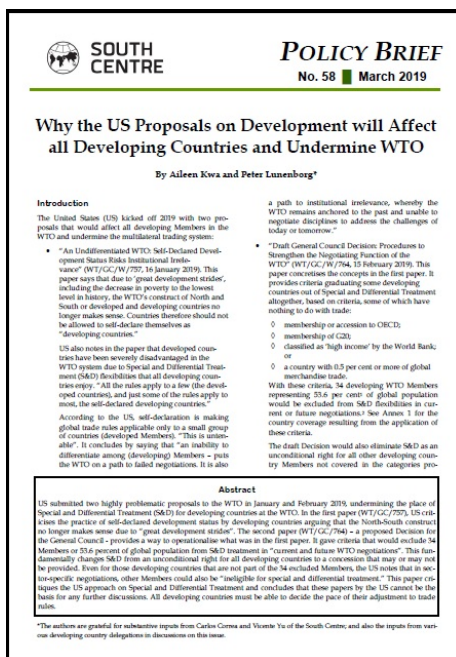 SOUTH
CENTRE
POLICY BRIEF
No. 58 March 2019
Why the US Proposals on Development will Affect
all Developing Countries and Undermine WTO
By Aileen Kwa and Peter Lunenborg*
Introduction
The United States (US) kicked off 2019 with two pro-
posals that would affect all developing Members in the
WTO and undermine the multilateral trading system:
• "An Undifferentiated WTO: Self-Declared Devel-
opment Status Risks Institutional Irrele-
vance" (WT/GC/W/757, 16 January 2019). This
paper says that due to 'great development strides',
including the decrease in poverty to the lowest
level in history, the WTO's construct of North and
South or developed and developing countries no
longer makes sense. Countries therefore should not
be allowed to self-declare themselves as
"developing countries."
US also notes in the paper that developed coun-
tries have been severely disadvantaged in the
WTO system due to Special and Differential Treat-
ment (S&D) flexibilities that all developing coun-
tries enjoy. "All the rules apply to a few (the devel-
oped countries), and just some of the rules apply to
most, the self-declared developing countries."
According to the US, self-declaration is making
global trade rules applicable only to a small group
of countries (developed Members). "This is unten-
able". It concludes by saying that "an inability to
differentiate among (developing) Members – puts
the WTO on a path to failed negotiations. It is also
a path to institutional irrelevance, whereby the
WTO remains anchored to the past and unable to
negotiate disciplines to address the challenges of
today or tomorrow."
• "Draft General Council Decision: Procedures to
Strengthen the Negotiating Function of the
WTO" (WT/GC/W/764, 15 February 2019). This
paper concretises the concepts in the first paper. It
provides criteria graduating some developing
countries out of Special and Differential Treatment
altogether, based on criteria, some of which have
nothing to do with trade:
◊ membership or accession to OECD;
◊ membership of G20;
◊ classified as 'high income' by the World Bank;
or
◊ a country with 0.5 per cent or more of global
merchandise trade.
With these criteria, 34 developing WTO Members
representing 53.6 per cent of global population
would be excluded from S&D flexibilities in cur-
rent or future negotiations. See Annex 1 for the
country coverage resulting from the application of
these criteria.
The draft Decision would also eliminate S&D as an
unconditional right for all other developing coun-
try Members not covered in the categories pro-
Abstract
US submitted two highly problematic proposals to the WTO in January and February 2019, undermining the place of
Special and Differential Treatment (S&D) for developing countries at the WTO. In the first paper (WT/GC/757), US crit-
icises the practice of self-declared development status by developing countries arguing that the North-South construct
no longer makes sense due to "great development strides". The second paper (WT/GC/764) – a proposed Decision for
the General Council - provides a way to operationalise what was in the first paper. It gave criteria that would exclude 34
Members or 53.6 percent of global population from S&D treatment in "current and future WTO negotiations". This fun-
damentally changes S&D from an unconditional right for all developing countries to a concession that may or may not
be provided. Even for those developing countries that are not part of the 34 excluded Members, the US notes that in sec-
tor-specific negotiations, other Members could also be "ineligible for special and differential treatment." This paper cri-
tiques the US approach on Special and Differential Treatment and concludes that these papers by the US cannot be the
basis for any further discussions. All developing countries must be able to decide the pace of their adjustment to trade
rules.
*The authors are grateful for substantive inputs from Carlos Correa and Vicente Yu of the South Centre; and also the inputs from vari-
ous developing country delegations in discussions on this issue.